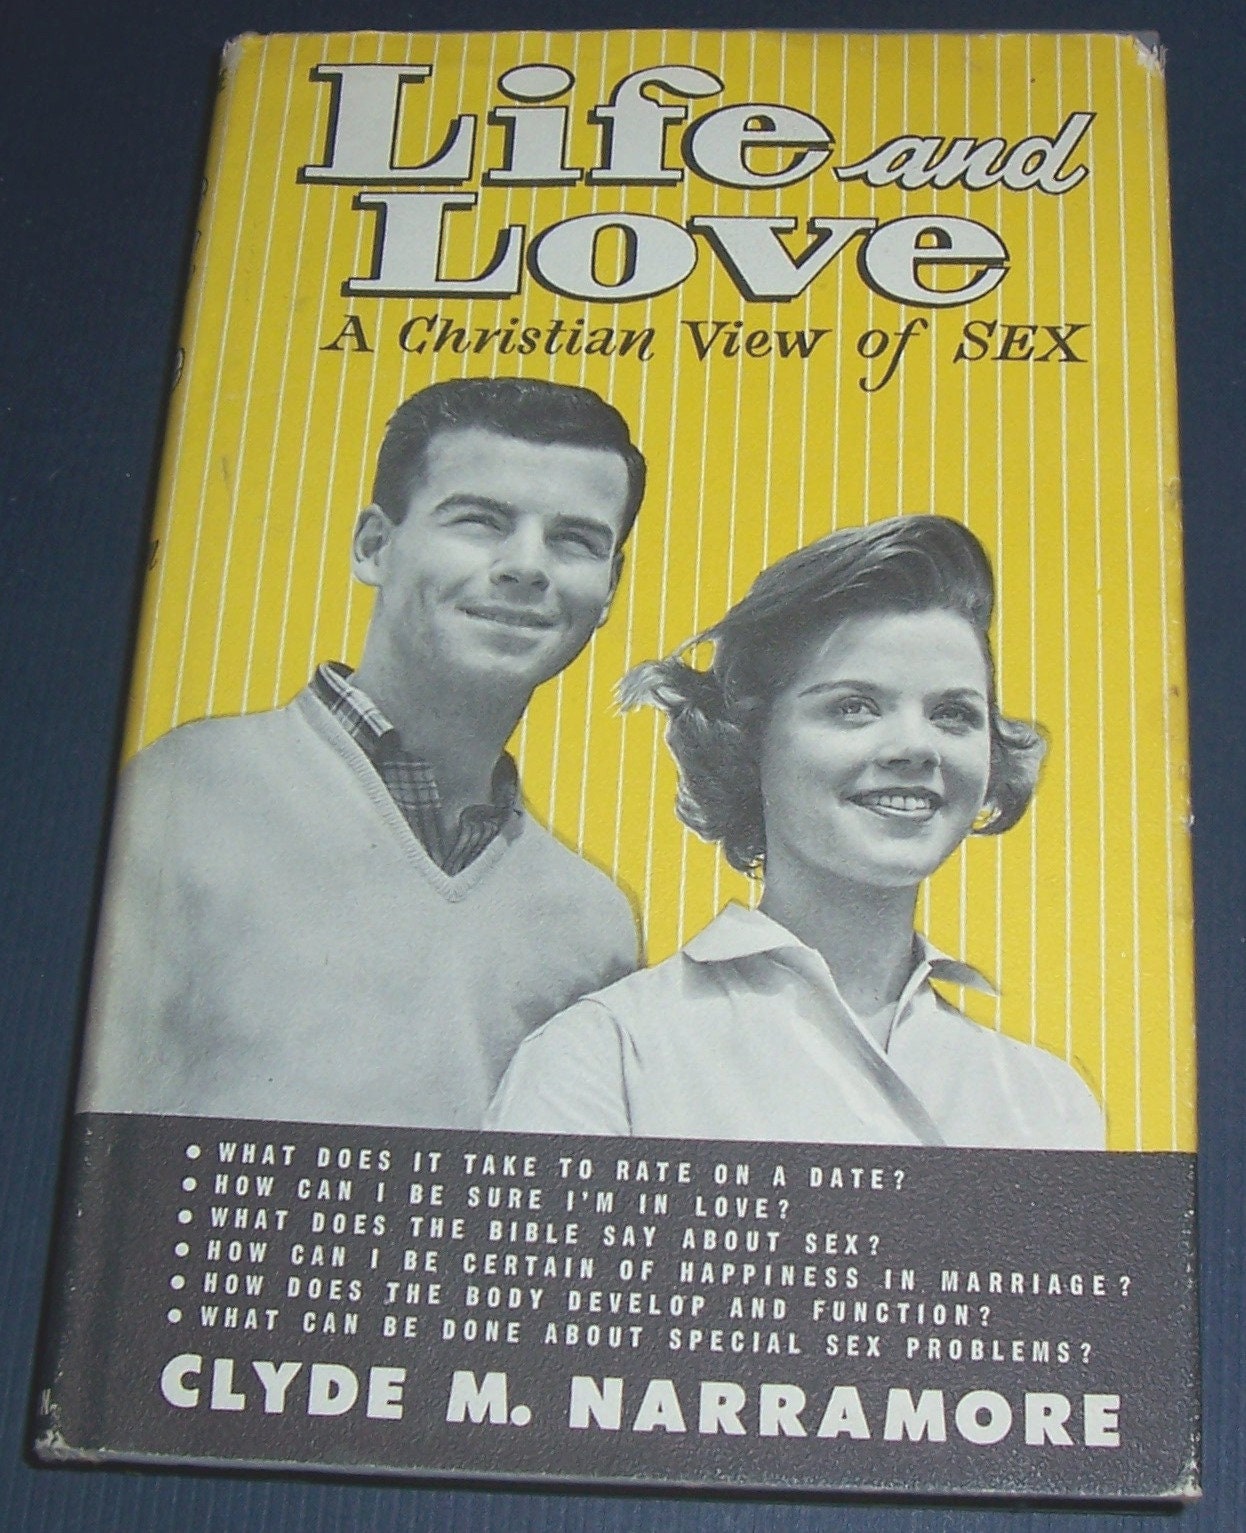 Life and
Love
A Christian View of SEX
• WHAT DOES IT TAKE TO RATE ON A DATE?
• HOW CAN I BE SURE I'M IN LOVE?
• WHAT DOES THE BIBLE SAY ABOUT SEX?
• HOW CAN I BE CERTAIN OF HAPPINESS IN MARRIAGE?
• HOW DOES THE BODY DEVELOP AND FUNCTION?
• WHAT CAN BE DONE ABOUT SPECIAL SEX PROBLEMS?
CLYDE M. NARRAMORE